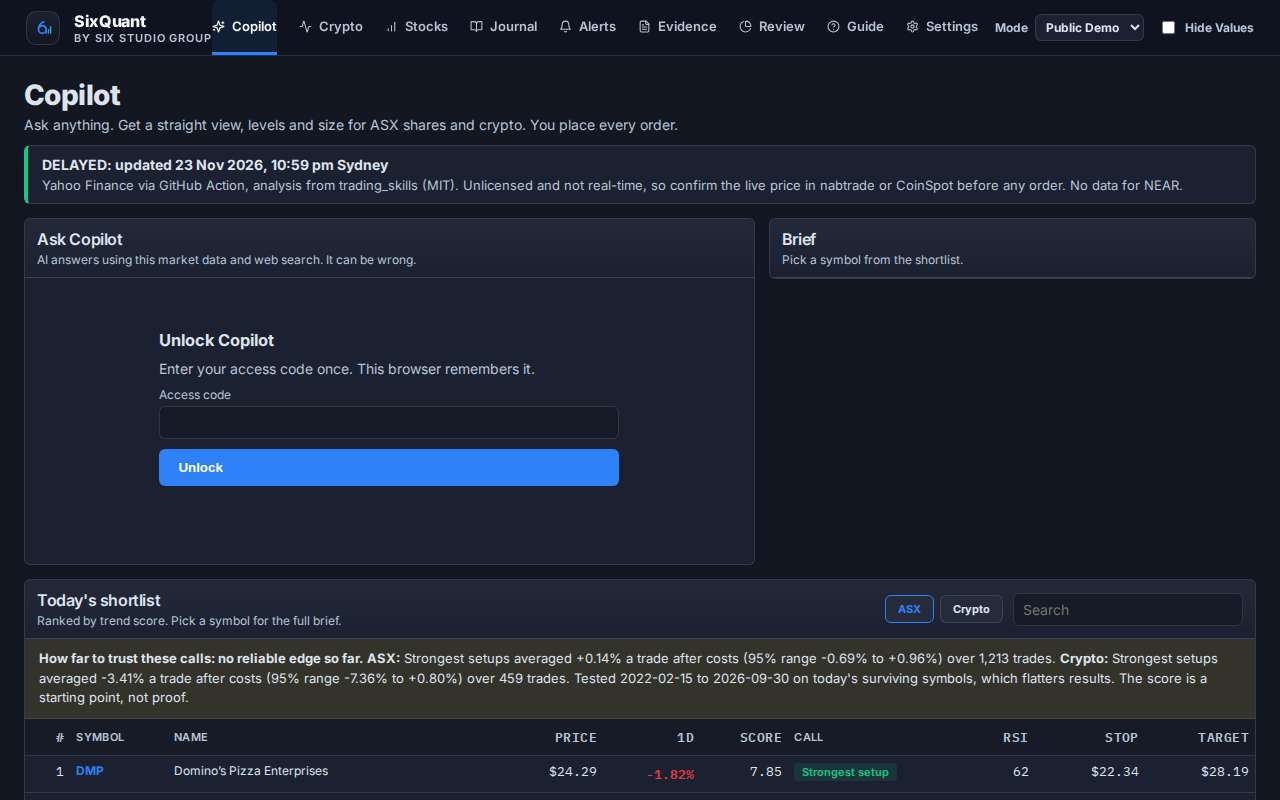 SixQuant
BY SIX STUDIO GROUP
Copilot
Crypto
Stocks
Journal
Alerts
Evidence
Review
Guide
Settings
Mode
Public Demo
Hide Values
Copilot
Ask anything. Get a straight view, levels and size for ASX shares and crypto. You place every order.
DELAYED: updated 23 Nov 2026, 10:59 pm Sydney
Yahoo Finance via GitHub Action, analysis from trading_skills (MIT). Unlicensed and not real-time, so confirm the live price in nabtrade or CoinSpot before any order. No data for NEAR.
Ask Copilot
AI answers using this market data and web search. It can be wrong.
Unlock Copilot
Enter your access code once. This browser remembers it.
Access code
Unlock
Brief
Pick a symbol from the shortlist.
Today's shortlist
Ranked by trend score. Pick a symbol for the full brief.
ASX
Crypto
Search
How far to trust these calls: no reliable edge so far. ASX: Strongest setups averaged +0.14% a trade after costs (95% range -0.69% to +0.96%) over 1,213 trades. Crypto: Strongest setups
averaged -3.41% a trade after costs (95% range -7.36% to +0.80%) over 459 trades. Tested 2022-02-15 to 2026-09-30 on today's surviving symbols, which flatters results. The score is a
starting point, not proof.
# SYMBOL NAME PRICE 1D SCORE CALL RSI STOP TARGET
1 DMP Domino's Pizza Enterprises $24.29 -1.82% 7.85 Strongest setup 62 $22.34 $28.19